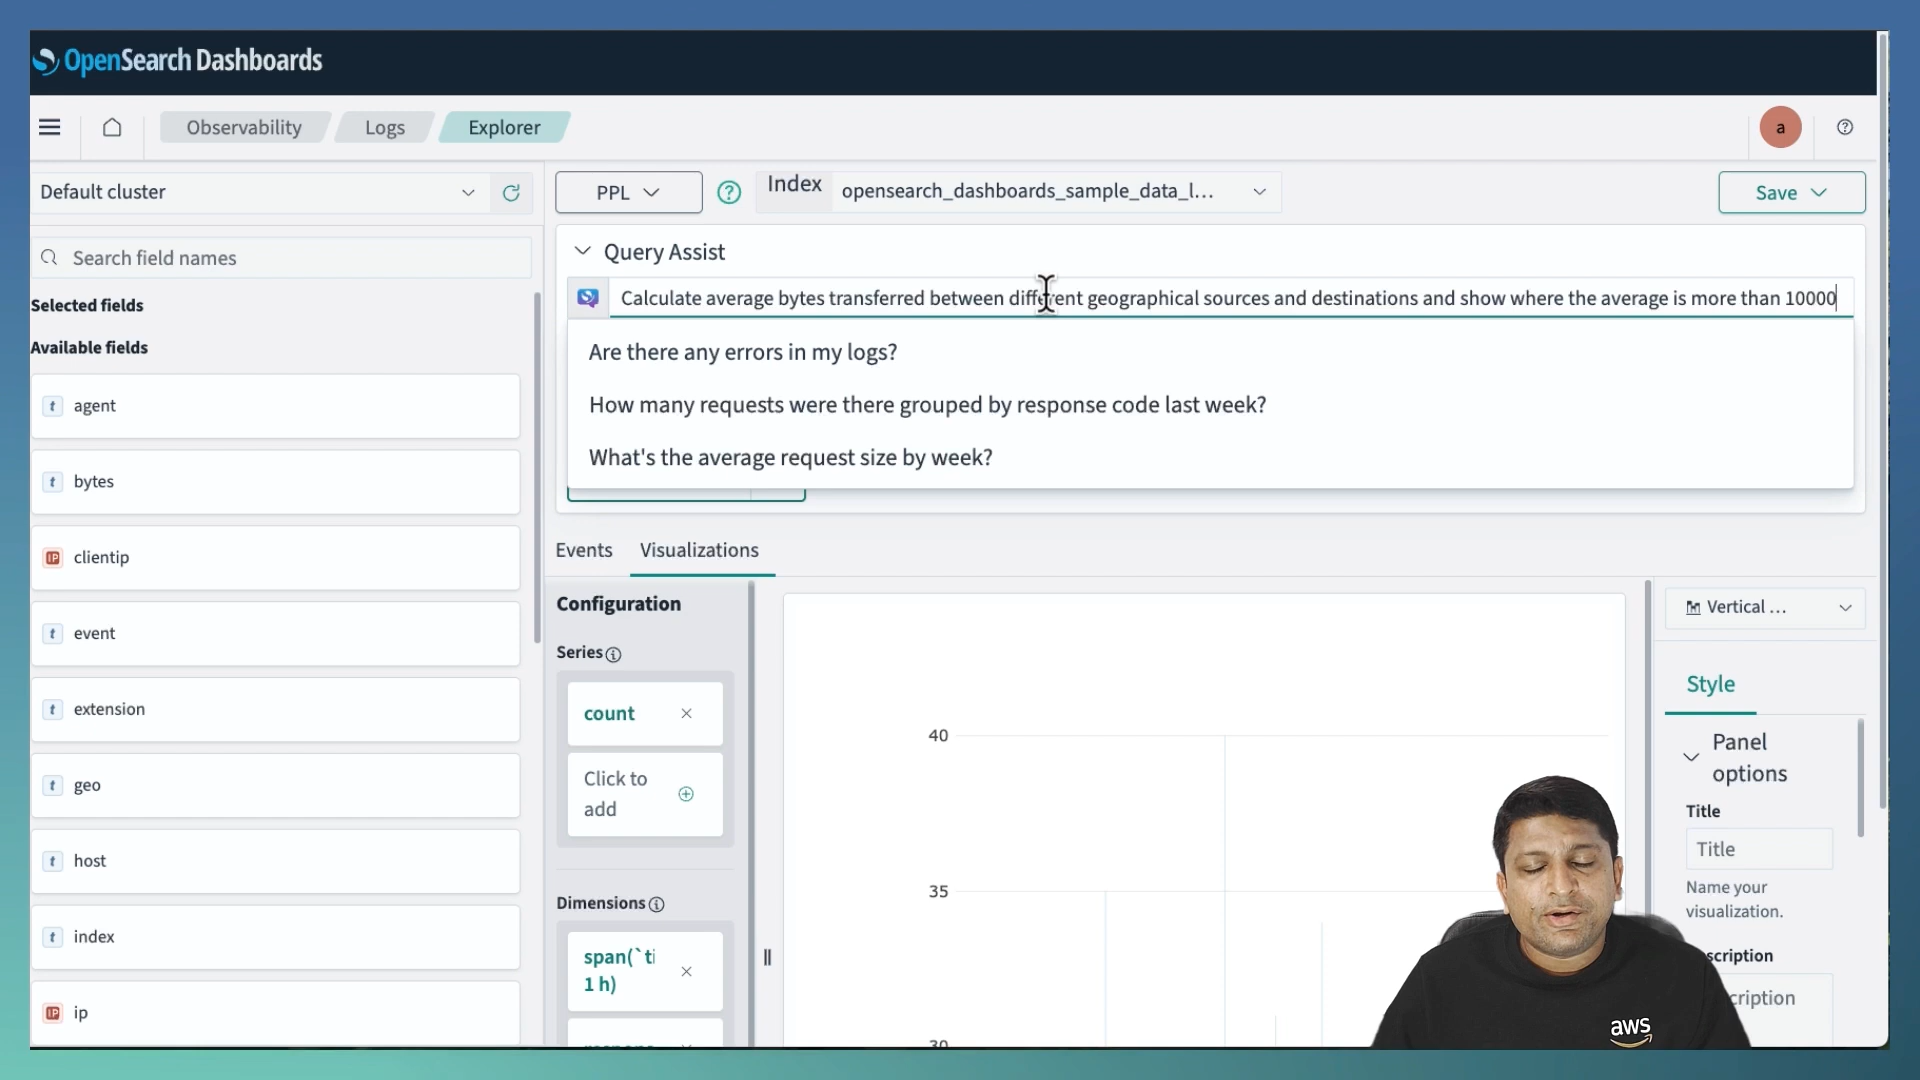 OpenSearch Dashboards
Observability
Logs
Explorer
a
Default cluster
PPL
Index
opensearch_dashboards_sample_data_l...
Save
Search field names
Query Assist
Calculate average bytes transferred between different geographical sources and destinations and show where the average is more than 10000
Selected fields
Available fields
Are there any errors in my logs?
How many requests were there grouped by response code last week?
What's the average request size by week?
t agent
t bytes
IP clientip
t event
t extension
t geo
t host
t index
IP ip
Events
Visualizations
Configuration
Series
count
Click to
add
Dimensions
span(`ti
1 h)
40
35
30
Vertical ...
Style
Panel
options
Title
Title
Name your
visualization.
scription
cription
aws